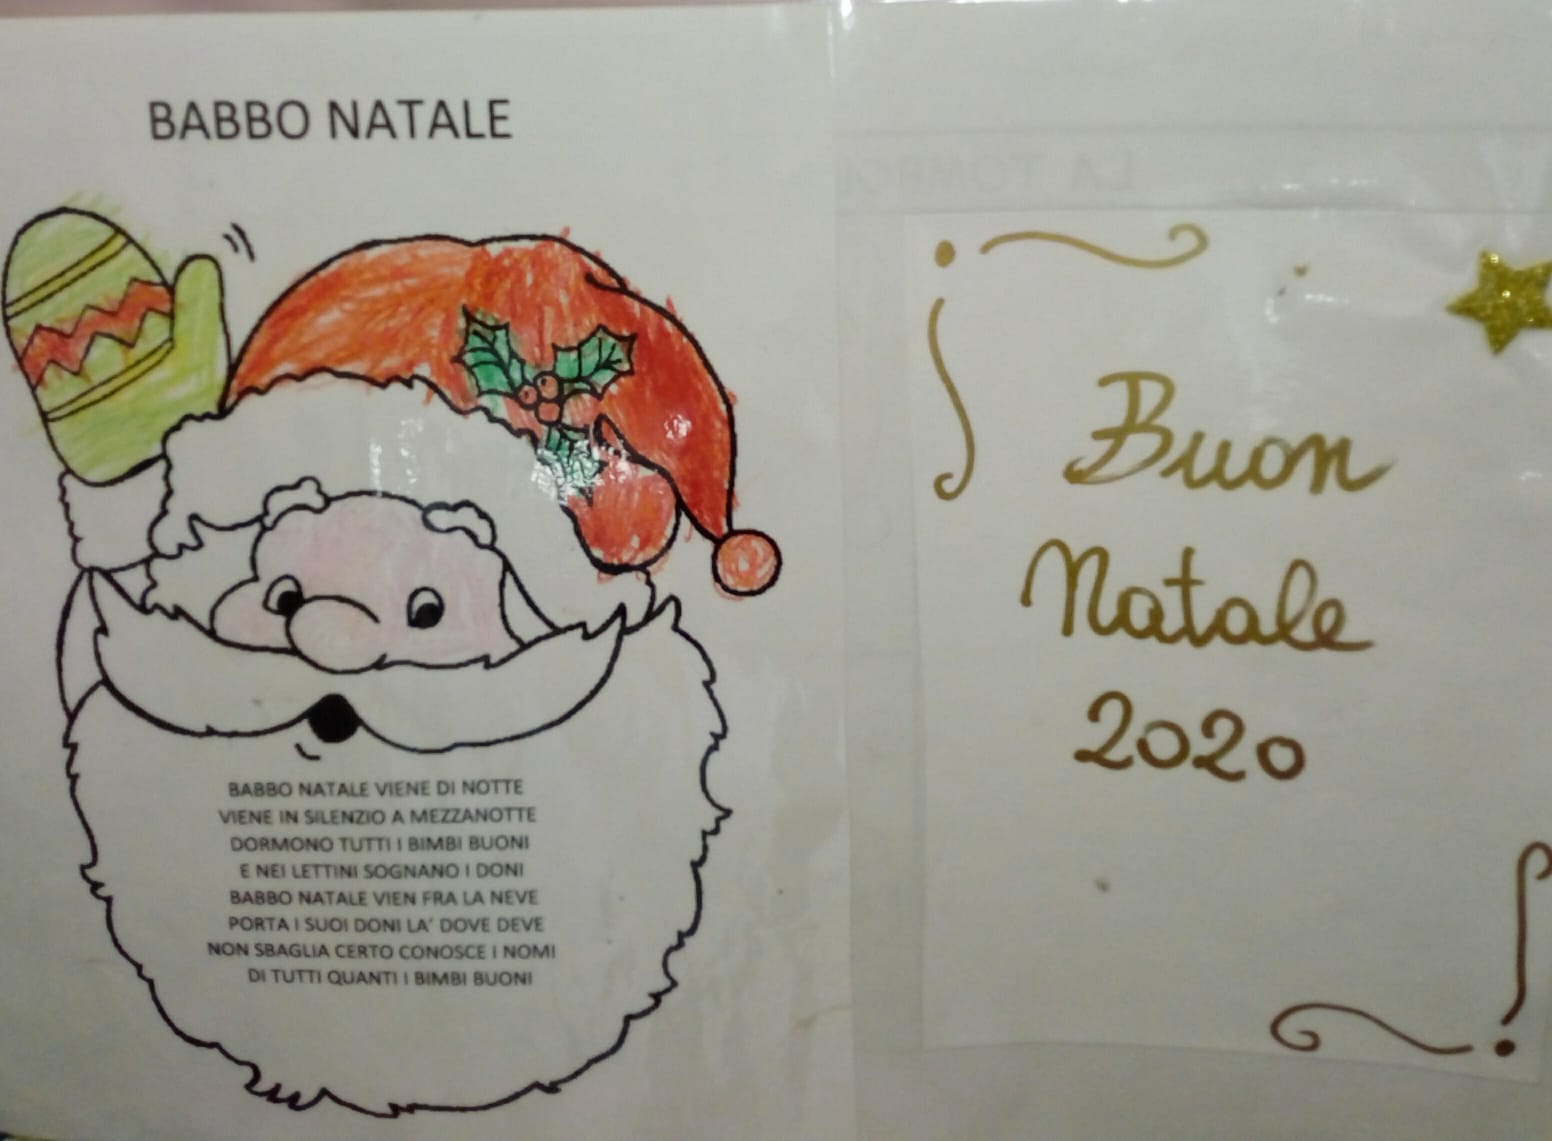 BABBO NATALE
BABBO NATALE VIENE DI NOTTE
VIENE IN SILENZIO A MEZZANOTTE
DORMONO TUTTI I BIMBI BUONI
E NEI LETTINI SOGNANO I DONI
BABBO NATALE VIEN FRA LA NEVE
PORTA I SUOI DONI LA' DOVE DEVE
NON SBAGLIA CERTO CONOSCE I NOMI
DI TUTTI QUANTI I BIMBI BUONI
LA
Buon
Natale
2020